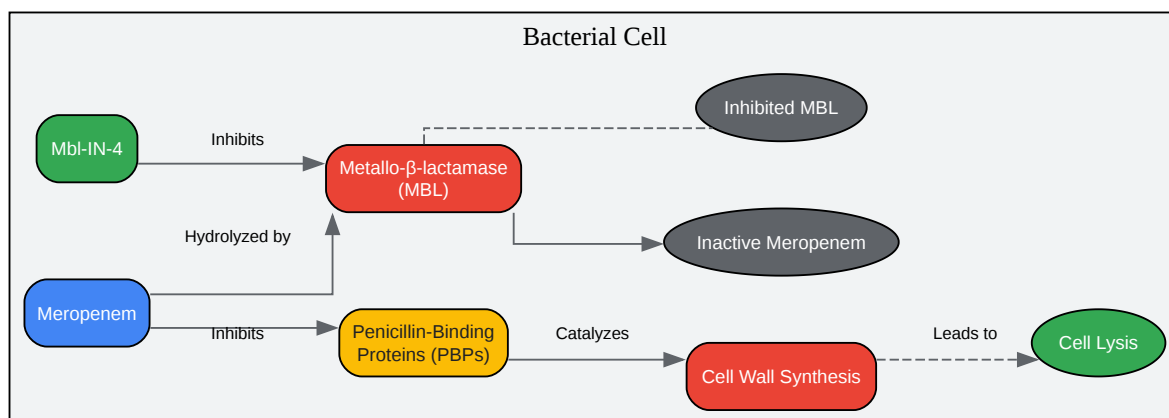 Bacterial Cell
Inhibited MBL
Mbl-IN-4
Inhibits
Metallo-β-lactamase
(MBL)
Hydrolyzed by
Inactive Meropenem
Meropenem
Inhibits
Penicillin-Binding
Proteins (PBPs)
Catalyzes
Cell Wall Synthesis
Leads to
Cell Lysis